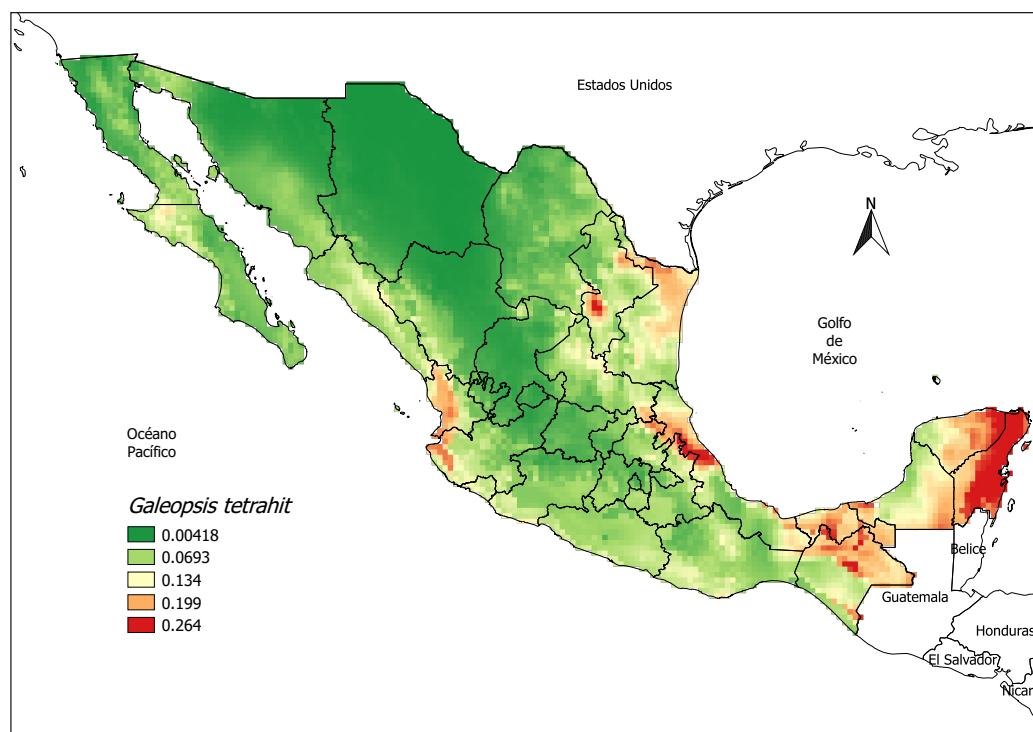 Estados Unidos
N
Golfo
de
México
Océano
Pacífico
Galeopsis tetrahit
0.00418
0.0693
0.134
0.199
0.264
Belice
Guatemala
Honduras
El Salvador
Nicar